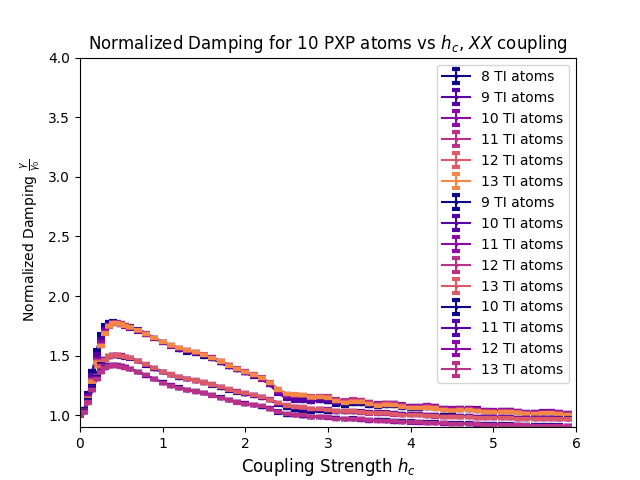 Normalized Damping for 10 PXP atoms vs h_c, XX coupling
4.0
3.5
3.0
2.5
2.0
1.5
1.0
Normalized Damping γ/γ₀
0 1 2 3 4 5 6
Coupling Strength h_c
8 TI atoms
9 TI atoms
10 TI atoms
11 TI atoms
12 TI atoms
13 TI atoms
9 TI atoms
10 TI atoms
11 TI atoms
12 TI atoms
13 TI atoms
10 TI atoms
11 TI atoms
12 TI atoms
13 TI atoms